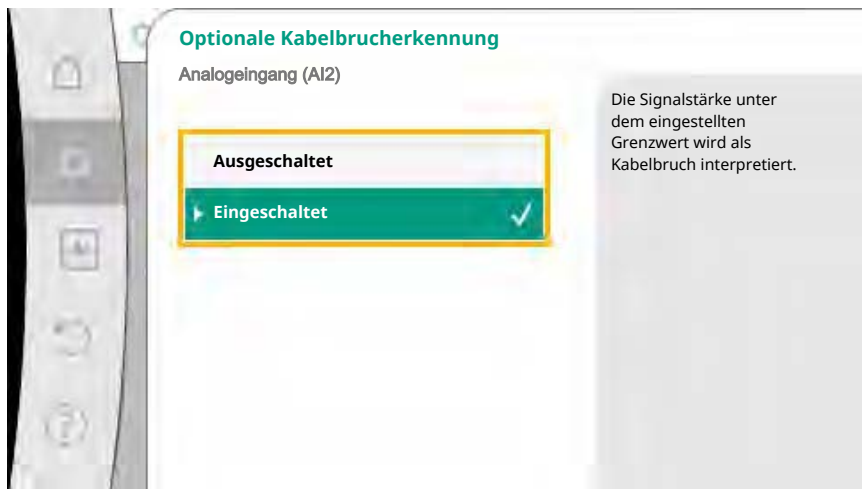 Optionale Kabelbrucherkennung
Analogeingang (AI2)
Die Signalstärke unter
dem eingestellten
Grenzwert wird als
Kabelbruch interpretiert.
Ausgeschaltet
Eingeschaltet